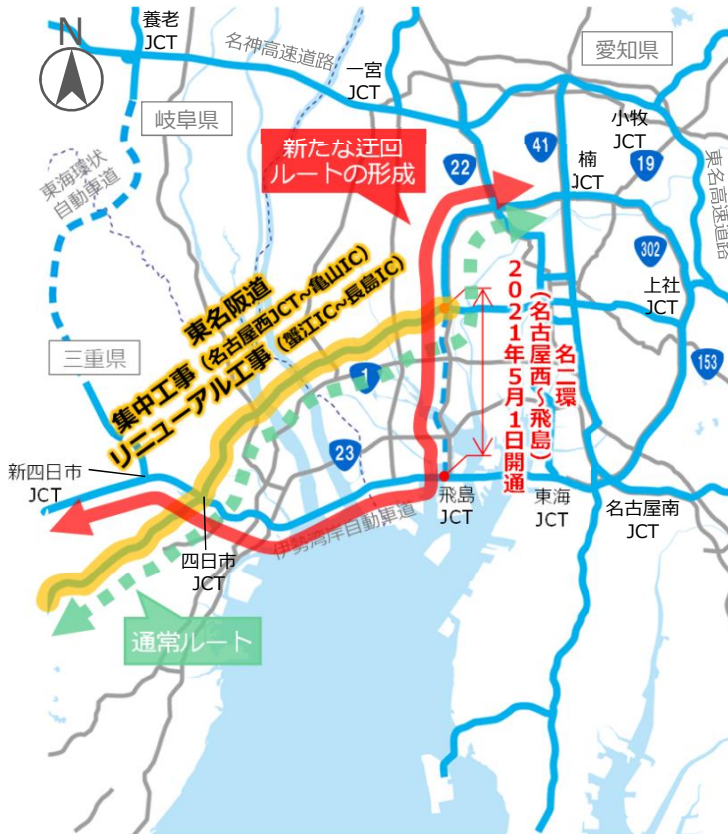 N
養老
JCT
名神高速道路
一宮
JCT
愛知県
岐阜県
小牧
JCT
新たな迂回
ルートの形成
22
41
楠
JCT
19
東名高速道路
東海環状
自動車道
302
上社
JCT
東名阪道
集中工事（名古屋西JCT～亀山IC）
リニューアル工事（蟹江IC～長島IC）
名二環
（名古屋西～飛島）
2021年5月1日開通
三重県
1
153
23
新四日市
JCT
飛島
JCT
東海
JCT
名古屋南
JCT
伊勢湾岸自動車道
四日市
JCT
通常ルート